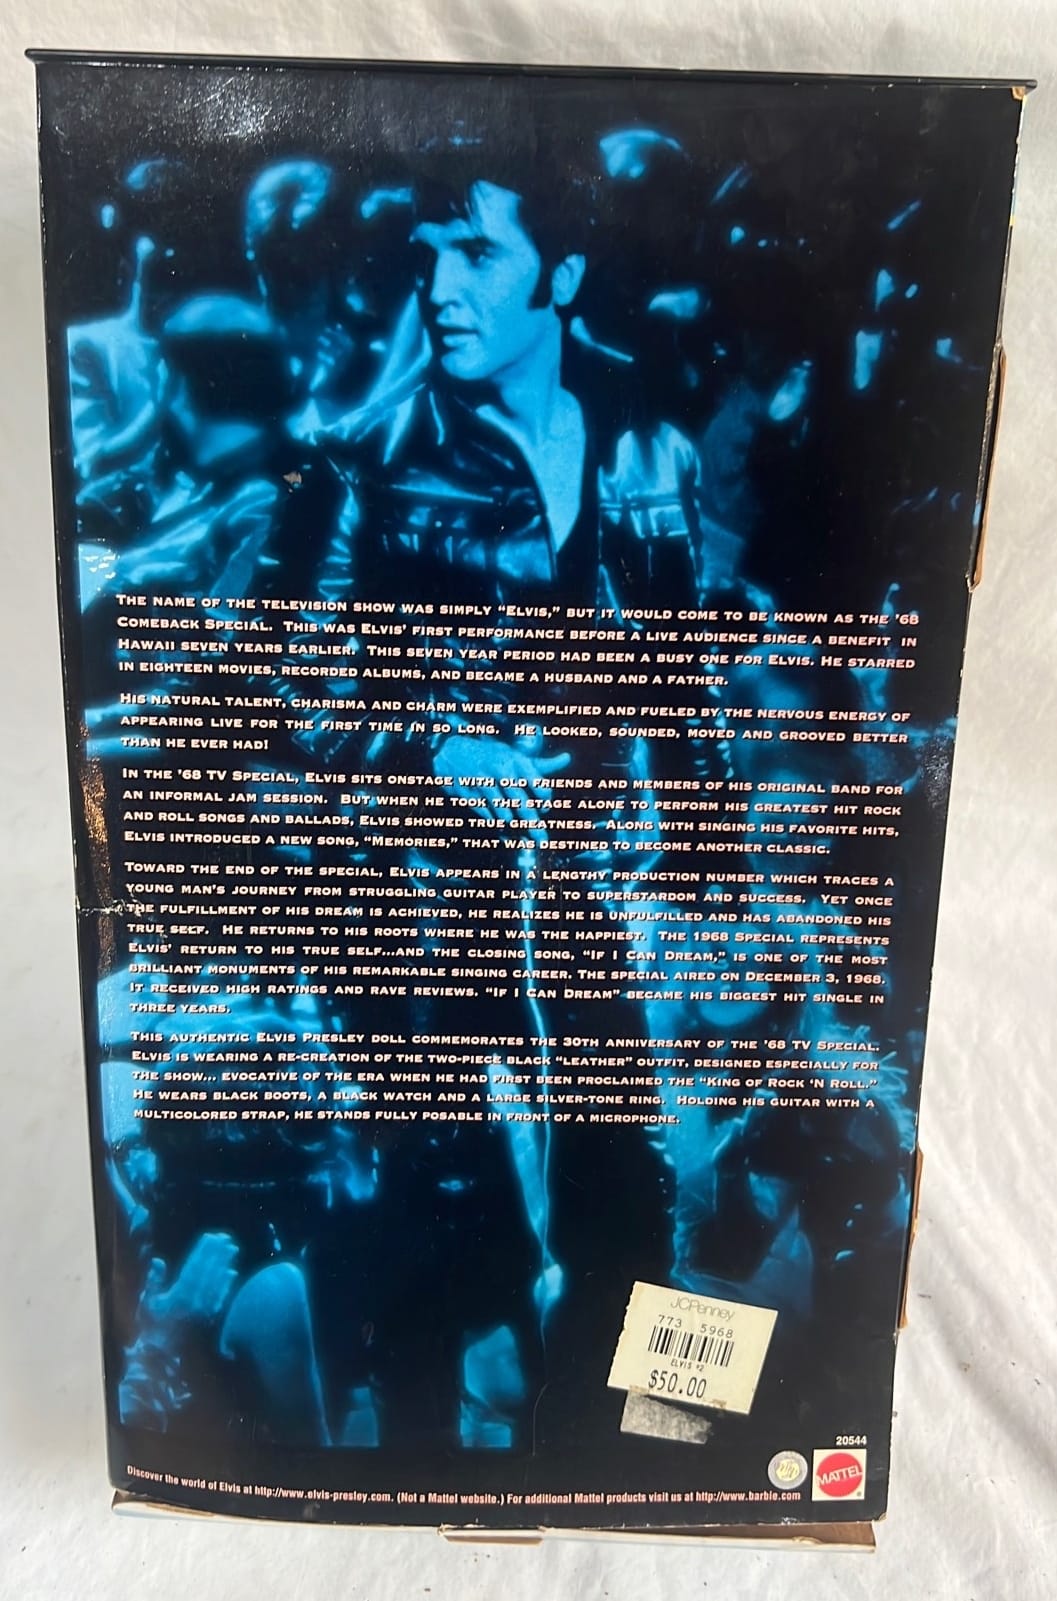 THE NAME OF THE TELEVISION SHOW WAS SIMPLY “ELVIS,” BUT IT WOULD COME TO BE KNOWN AS THE ’68
COMEBACK SPECIAL. THIS WAS ELVIS’ FIRST PERFORMANCE BEFORE A LIVE AUDIENCE SINCE A BENEFIT IN
HAWAII SEVEN YEARS EARLIER. THIS SEVEN YEAR PERIOD HAD BEEN A BUSY ONE FOR ELVIS. HE STARRED
IN EIGHTEEN MOVIES, RECORDED ALBUMS, AND BECAME A HUSBAND AND A FATHER.
HIS NATURAL TALENT, CHARISMA AND CHARM WERE EXEMPLIFIED AND FUELED BY THE NERVOUS ENERGY OF
APPEARING LIVE FOR THE FIRST TIME IN SO LONG. HE LOOKED, SOUNDED, MOVED AND GROOVED BETTER
THAN HE EVER HAD!
IN THE ’68 TV SPECIAL, ELVIS SITS ONSTAGE WITH OLD FRIENDS AND MEMBERS OF HIS ORIGINAL BAND FOR
AN INFORMAL JAM SESSION. BUT WHEN HE TOOK THE STAGE ALONE TO PERFORM HIS GREATEST HIT ROCK
AND ROLL SONGS AND BALLADS, ELVIS SHOWED TRUE GREATNESS. ALONG WITH SINGING HIS FAVORITE HITS,
ELVIS INTRODUCED A NEW SONG, “MEMORIES,” THAT WAS DESTINED TO BECOME ANOTHER CLASSIC.
TOWARD THE END OF THE SPECIAL, ELVIS APPEARS IN A LENGTHY PRODUCTION NUMBER WHICH TRACES A
YOUNG MAN’S JOURNEY FROM STRUGGLING GUITAR PLAYER TO SUPERSTARDOM AND SUCCESS. YET ONCE
THE FULFILLMENT OF HIS DREAM IS ACHIEVED, HE REALIZES HE IS UNFULFILLED AND HAS ABANDONED HIS
TRUE SELF. HE RETURNS TO HIS ROOTS WHERE HE WAS THE HAPPIEST. THE 1968 SPECIAL REPRESENTS
ELVIS’ RETURN TO HIS TRUE SELF...AND THE CLOSING SONG, “IF I CAN DREAM,” IS ONE OF THE MOST
BRILLIANT MONUMENTS OF HIS REMARKABLE SINGING CAREER. THE SPECIAL AIRED ON DECEMBER 3, 1968.
IT RECEIVED HIGH RATINGS AND RAVE REVIEWS. “IF I CAN DREAM” BECAME HIS BIGGEST HIT SINGLE IN
THREE YEARS.
THIS AUTHENTIC ELVIS PRESLEY DOLL COMMEMORATES THE 30TH ANNIVERSARY OF THE ’68 TV SPECIAL.
ELVIS IS WEARING A RE-CREATION OF THE TWO-PIECE BLACK “LEATHER” OUTFIT, DESIGNED ESPECIALLY FOR
THE SHOW... EVOCATIVE OF THE ERA WHEN HE HAD FIRST BEEN PROCLAIMED THE “KING OF ROCK ’N ROLL.”
HE WEARS BLACK BOOTS, A BLACK WATCH AND A LARGE SILVER-TONE RING. HOLDING HIS GUITAR WITH A
MULTICOLORED STRAP, HE STANDS FULLY POSABLE IN FRONT OF A MICROPHONE.
JCPenney
773 5968
ELVIS #2
$50.00
20544
MATTEL
Discover the world of Elvis at http://www.elvis-presley.com. (Not a Mattel website.) For additional Mattel products visit us at http://www.barbie.com